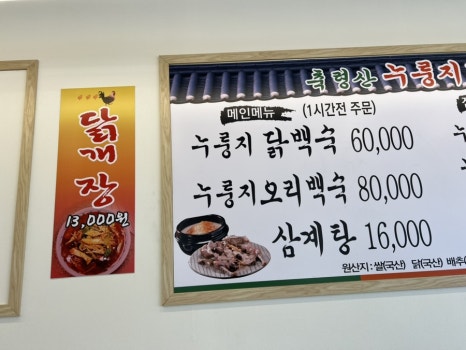 닭개장
13,000원
축령산 누룽지
메인메뉴 (1시간전 주문)
누룽지 닭백숙 60,000
누룽지오리백숙 80,000
삼계탕 16,000
원산지 : 쌀(국산) 닭(국산) 배추(